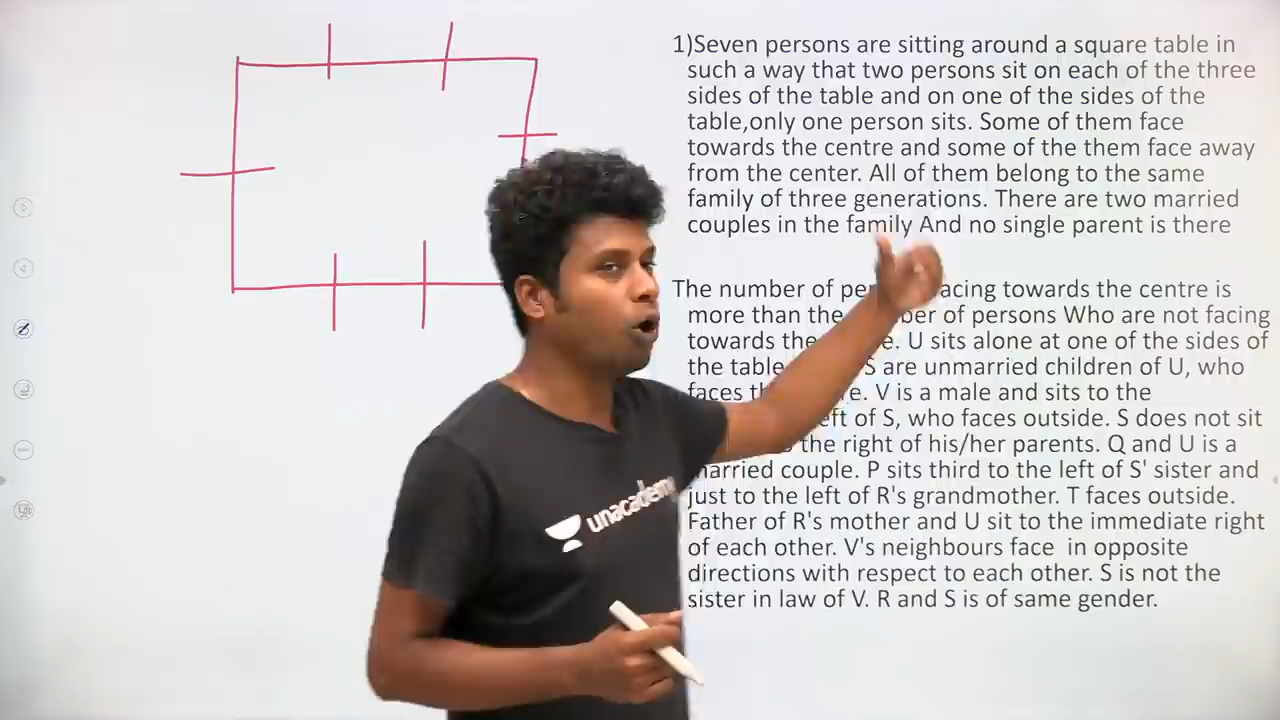 1)Seven persons are sitting around a square table in
such a way that two persons sit on each of the three
sides of the table and on one of the sides of the
table,only one person sits. Some of them face
towards the centre and some of the them face away
from the center. All of them belong to the same
family of three generations. There are two married
couples in the family And no single parent is there
The number of per acing towards the centre is
more than the ber of persons Who are not facing
towards the e. U sits alone at one of the sides of
the table S are unmarried children of U, who
faces th e. V is a male and sits to the
eft of S, who faces outside. S does not sit
the right of his/her parents. Q and U is a
married couple. P sits third to the left of S' sister and
just to the left of R's grandmother. T faces outside.
Father of R's mother and U sit to the immediate right
of each other. V's neighbours face in opposite
directions with respect to each other. S is not the
sister in law of V. R and S is of same gender.
unacademy